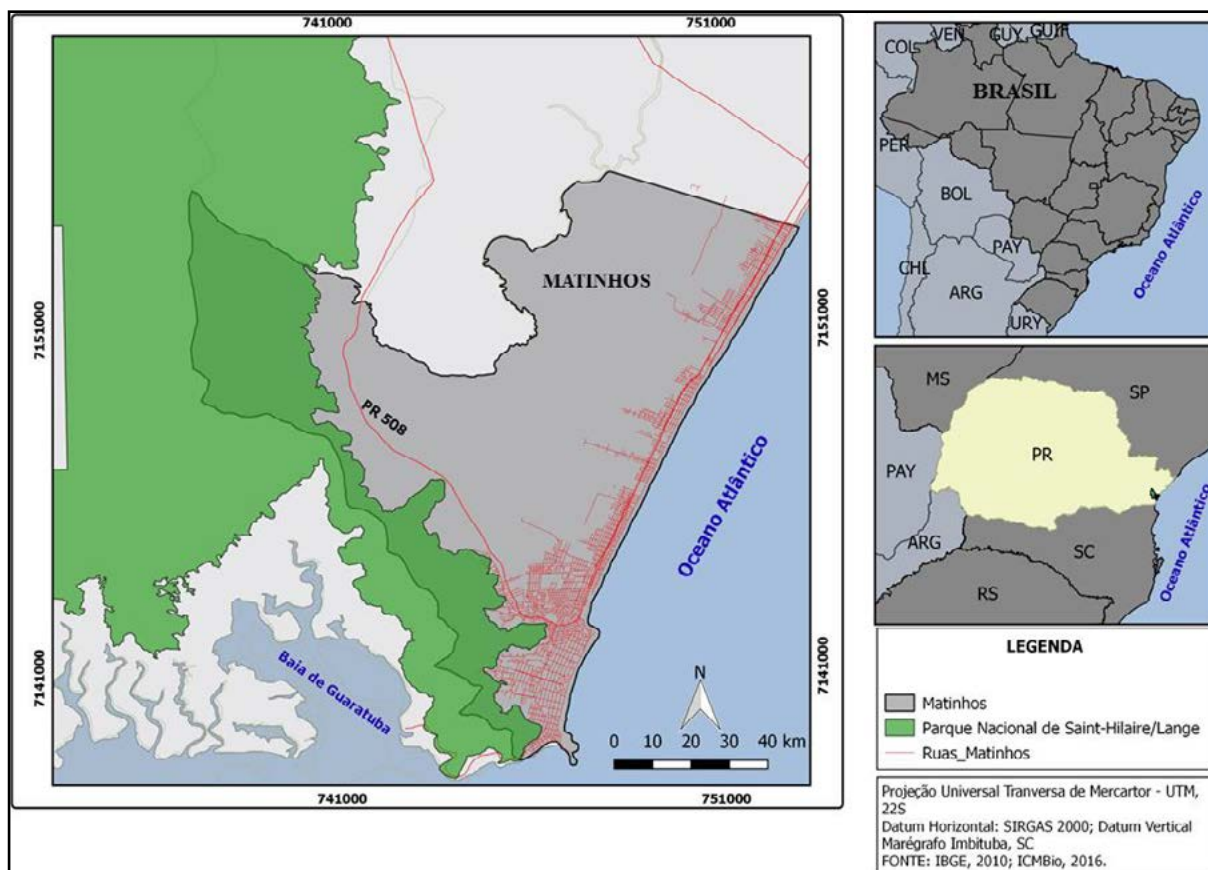 741000
751000
7151000
7151000
MATINHOS
PR 508
Oceano Atlântico
Baia de Guaratuba
7141000
7141000
N
0 10 20 30 40 km
741000
751000
COL
VEN
GUY
GUF
BRASIL
PER
BOL
PAY
CHL
ARG
URY
Oceano Atlântico
MS
SP
PR
PAY
ARG
SC
RS
Oceano Atlântico
LEGENDA
Matinhos
Parque Nacional de Saint-Hilaire/Lange
Ruas_Matinhos
Projeção Universal Tranversa de Mercartor - UTM,
22S
Datum Horizontal: SIRGAS 2000; Datum Vertical
Marégrafo Imbituba, SC
FONTE: IBGE, 2010; ICMBio, 2016.